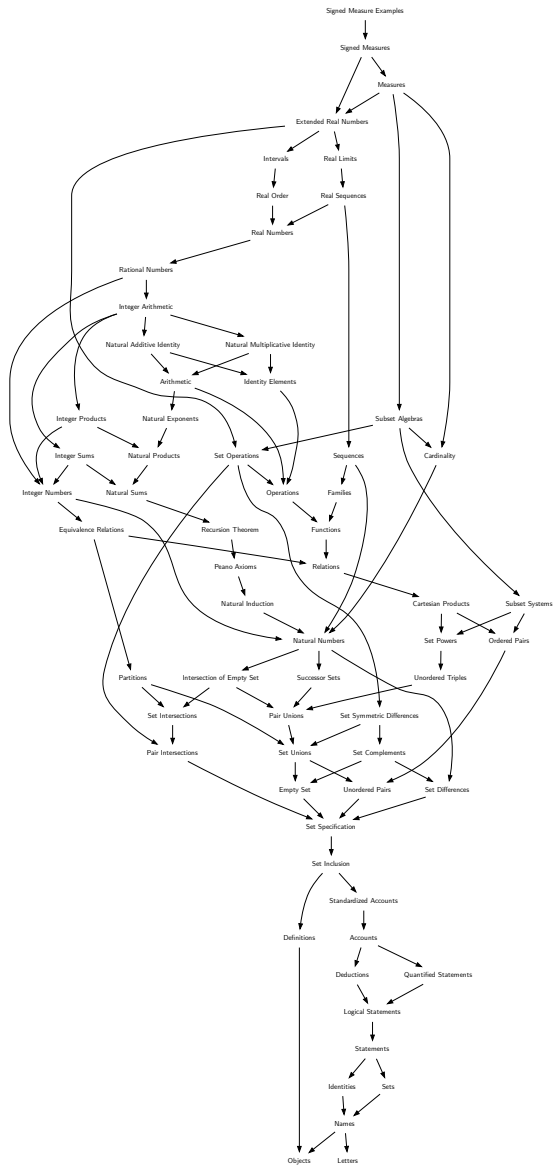 Signed Measure Examples
Signed Measures
Measures
Extended Real Numbers
Intervals
Real Limits
Real Order
Real Sequences
Real Numbers
Rational Numbers
Integer Arithmetic
Natural Additive Identity
Natural Multiplicative Identity
Arithmetic
Identity Elements
Integer Products
Natural Exponents
Subset Algebras
Integer Sums
Natural Products
Set Operations
Sequences
Cardinality
Integer Numbers
Natural Sums
Operations
Families
Equivalence Relations
Recursion Theorem
Functions
Peano Axioms
Relations
Natural Induction
Cartesian Products
Subset Systems
Natural Numbers
Set Powers
Ordered Pairs
Partitions
Intersection of Empty Set
Successor Sets
Unordered Triples
Set Intersections
Pair Unions
Set Symmetric Differences
Pair Intersections
Set Unions
Set Complements
Empty Set
Unordered Pairs
Set Differences
Set Specification
Set Inclusion
Standardized Accounts
Definitions
Accounts
Deductions
Quantified Statements
Logical Statements
Statements
Identities
Sets
Names
Objects
Letters